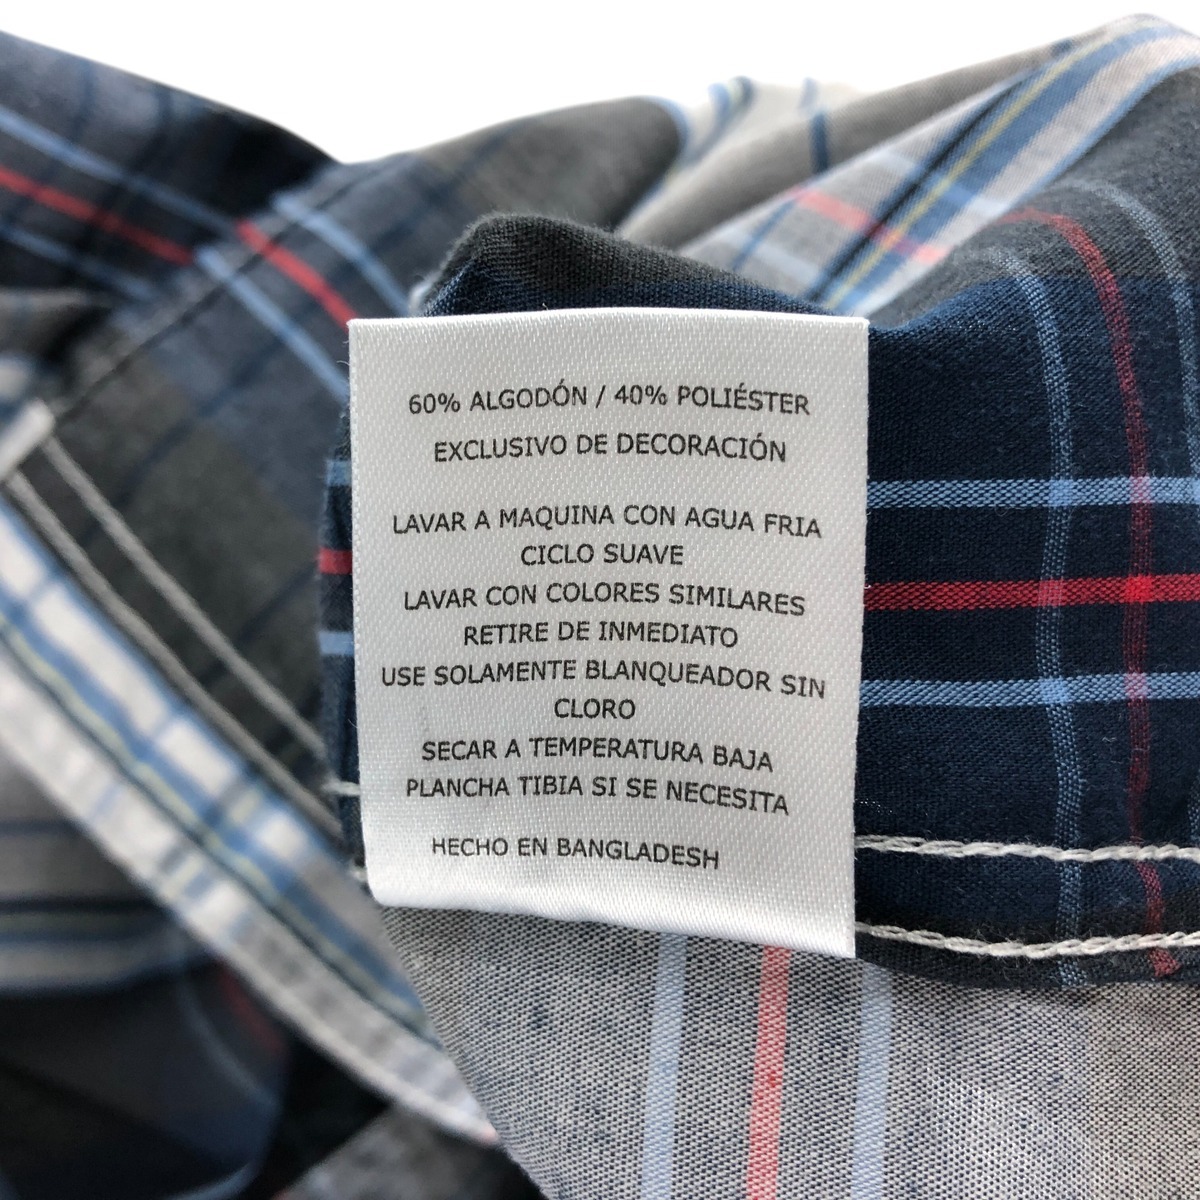 60% ALGODÓN / 40% POLIÉSTER
EXCLUSIVO DE DECORACIÓN
LAVAR A MAQUINA CON AGUA FRIA
CICLO SUAVE
LAVAR CON COLORES SIMILARES
RETIRE DE INMEDIATO
USE SOLAMENTE BLANQUEADOR SIN
CLORO
SECAR A TEMPERATURA BAJA
PLANCHA TIBIA SI SE NECESITA
HECHO EN BANGLADESH